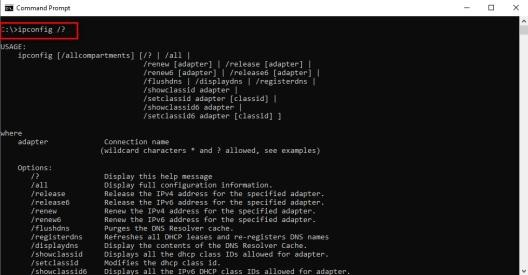 Command Prompt
C:\>ipconfig /?
USAGE:
ipconfig [/allcompartments] [/? | /all |
/renew [adapter] | /release [adapter] |
/renew6 [adapter] | /release6 [adapter] |
/flushdns | /displaydns | /registerdns |
/showclassid adapter |
/setclassid adapter [classid] |
/showclassid6 adapter |
/setclassid6 adapter [classid] ]
where
adapter Connection name
(wildcard characters * and ? allowed, see examples)
Options:
/? Display this help message
/all Display full configuration information.
/release Release the IPv4 address for the specified adapter.
/release6 Release the IPv6 address for the specified adapter.
/renew Renew the IPv4 address for the specified adapter.
/renew6 Renew the IPv6 address for the specified adapter.
/flushdns Purges the DNS Resolver cache.
/registerdns Refreshes all DHCP leases and re-registers DNS names
/displaydns Display the contents of the DNS Resolver Cache.
/showclassid Displays all the dhcp class IDs allowed for adapter.
/setclassid Modifies the dhcp class id.
/showclassid6 Displays all the IPv6 DHCP class IDs allowed for adapter.